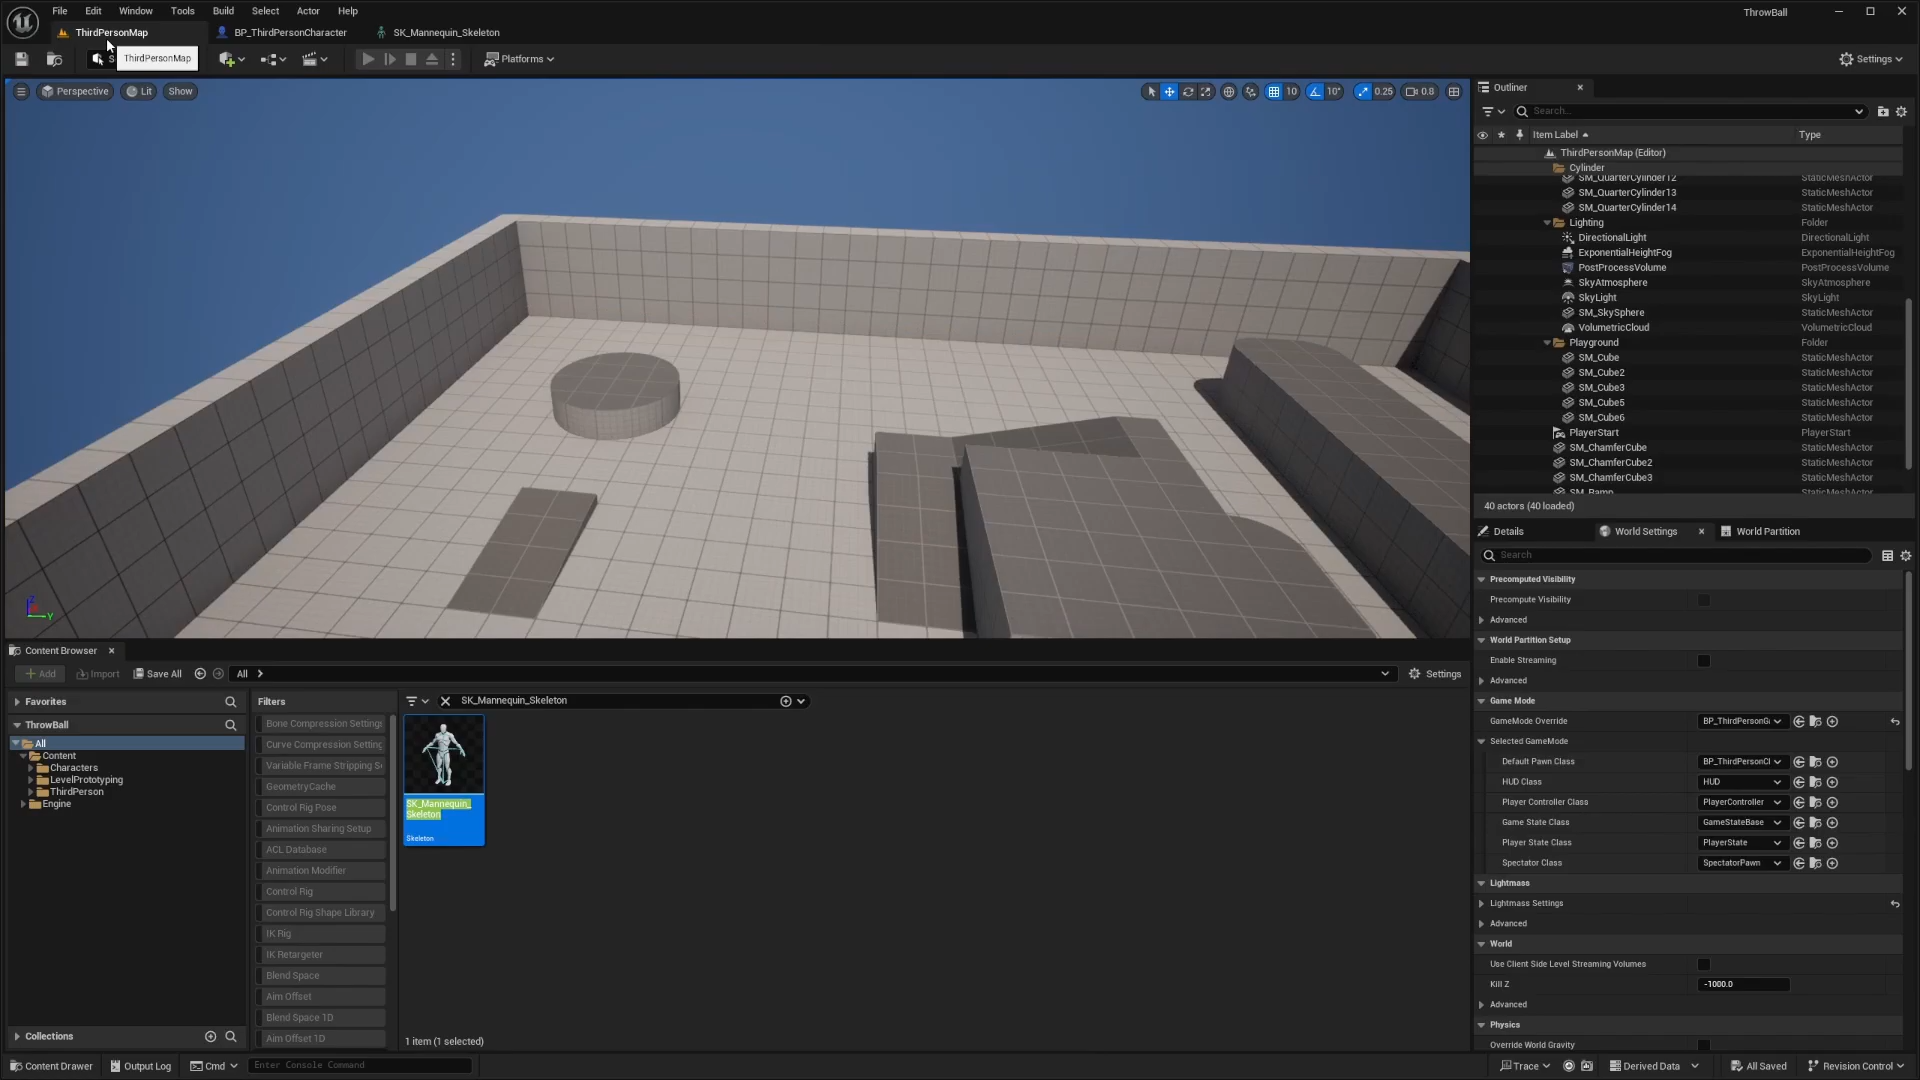 File Edit Window Tools Build Select Actor Help
ThrowBall
ThirdPersonMap
BP_ThirdPersonCharacter
SK_Mannequin_Skeleton
S
ThirdPersonMap
Platforms
Settings
Perspective
Lit
Show
10
10°
0.25
0.8
Outliner
Search...
Item Label
Type
ThirdPersonMap (Editor)
Cylinder
SM_QuarterCylinder12 StaticMeshActor
SM_QuarterCylinder13 StaticMeshActor
SM_QuarterCylinder14 StaticMeshActor
Lighting Folder
DirectionalLight DirectionalLight
ExponentialHeightFog ExponentialHeightFog
PostProcessVolume PostProcessVolume
SkyAtmosphere SkyAtmosphere
SkyLight SkyLight
SM_SkySphere StaticMeshActor
VolumetricCloud VolumetricCloud
Playground Folder
SM_Cube StaticMeshActor
SM_Cube2 StaticMeshActor
SM_Cube3 StaticMeshActor
SM_Cube5 StaticMeshActor
SM_Cube6 StaticMeshActor
PlayerStart PlayerStart
SM_ChamferCube StaticMeshActor
SM_ChamferCube2 StaticMeshActor
SM_ChamferCube3 StaticMeshActor
SM_Ramp StaticMeshActor
40 actors (40 loaded)
Details
World Settings
World Partition
Search
Precomputed Visibility
Precompute Visibility
Advanced
World Partition Setup
Enable Streaming
Advanced
Game Mode
GameMode Override BP_ThirdPersonG
Selected GameMode
Default Pawn Class BP_ThirdPersonCl
HUD Class HUD
Player Controller Class PlayerController
Game State Class GameStateBase
Player State Class PlayerState
Spectator Class SpectatorPawn
Lightmass
Lightmass Settings
Advanced
World
Use Client Side Level Streaming Volumes
Kill Z -1000.0
Advanced
Physics
Override World Gravity
Z
Y
Content Browser
Add
Import
Save All
All
Settings
Favorites
ThrowBall
All
Content
Characters
LevelPrototyping
ThirdPerson
Engine
Collections
Filters
Bone Compression Settings
Curve Compression Setting
Variable Frame Stripping Se
GeometryCache
Control Rig Pose
Animation Sharing Setup
ACL Database
Animation Modifier
Control Rig
Control Rig Shape Library
IK Rig
IK Retargeter
Blend Space
Aim Offset
Blend Space 1D
Aim Offset 1D
SK_Mannequin_Skeleton
SK_Mannequin_
Skeleton
Skeleton
1 item (1 selected)
Content Drawer
Output Log
Cmd
Enter Console Command
Trace
Derived Data
All Saved
Revision Control